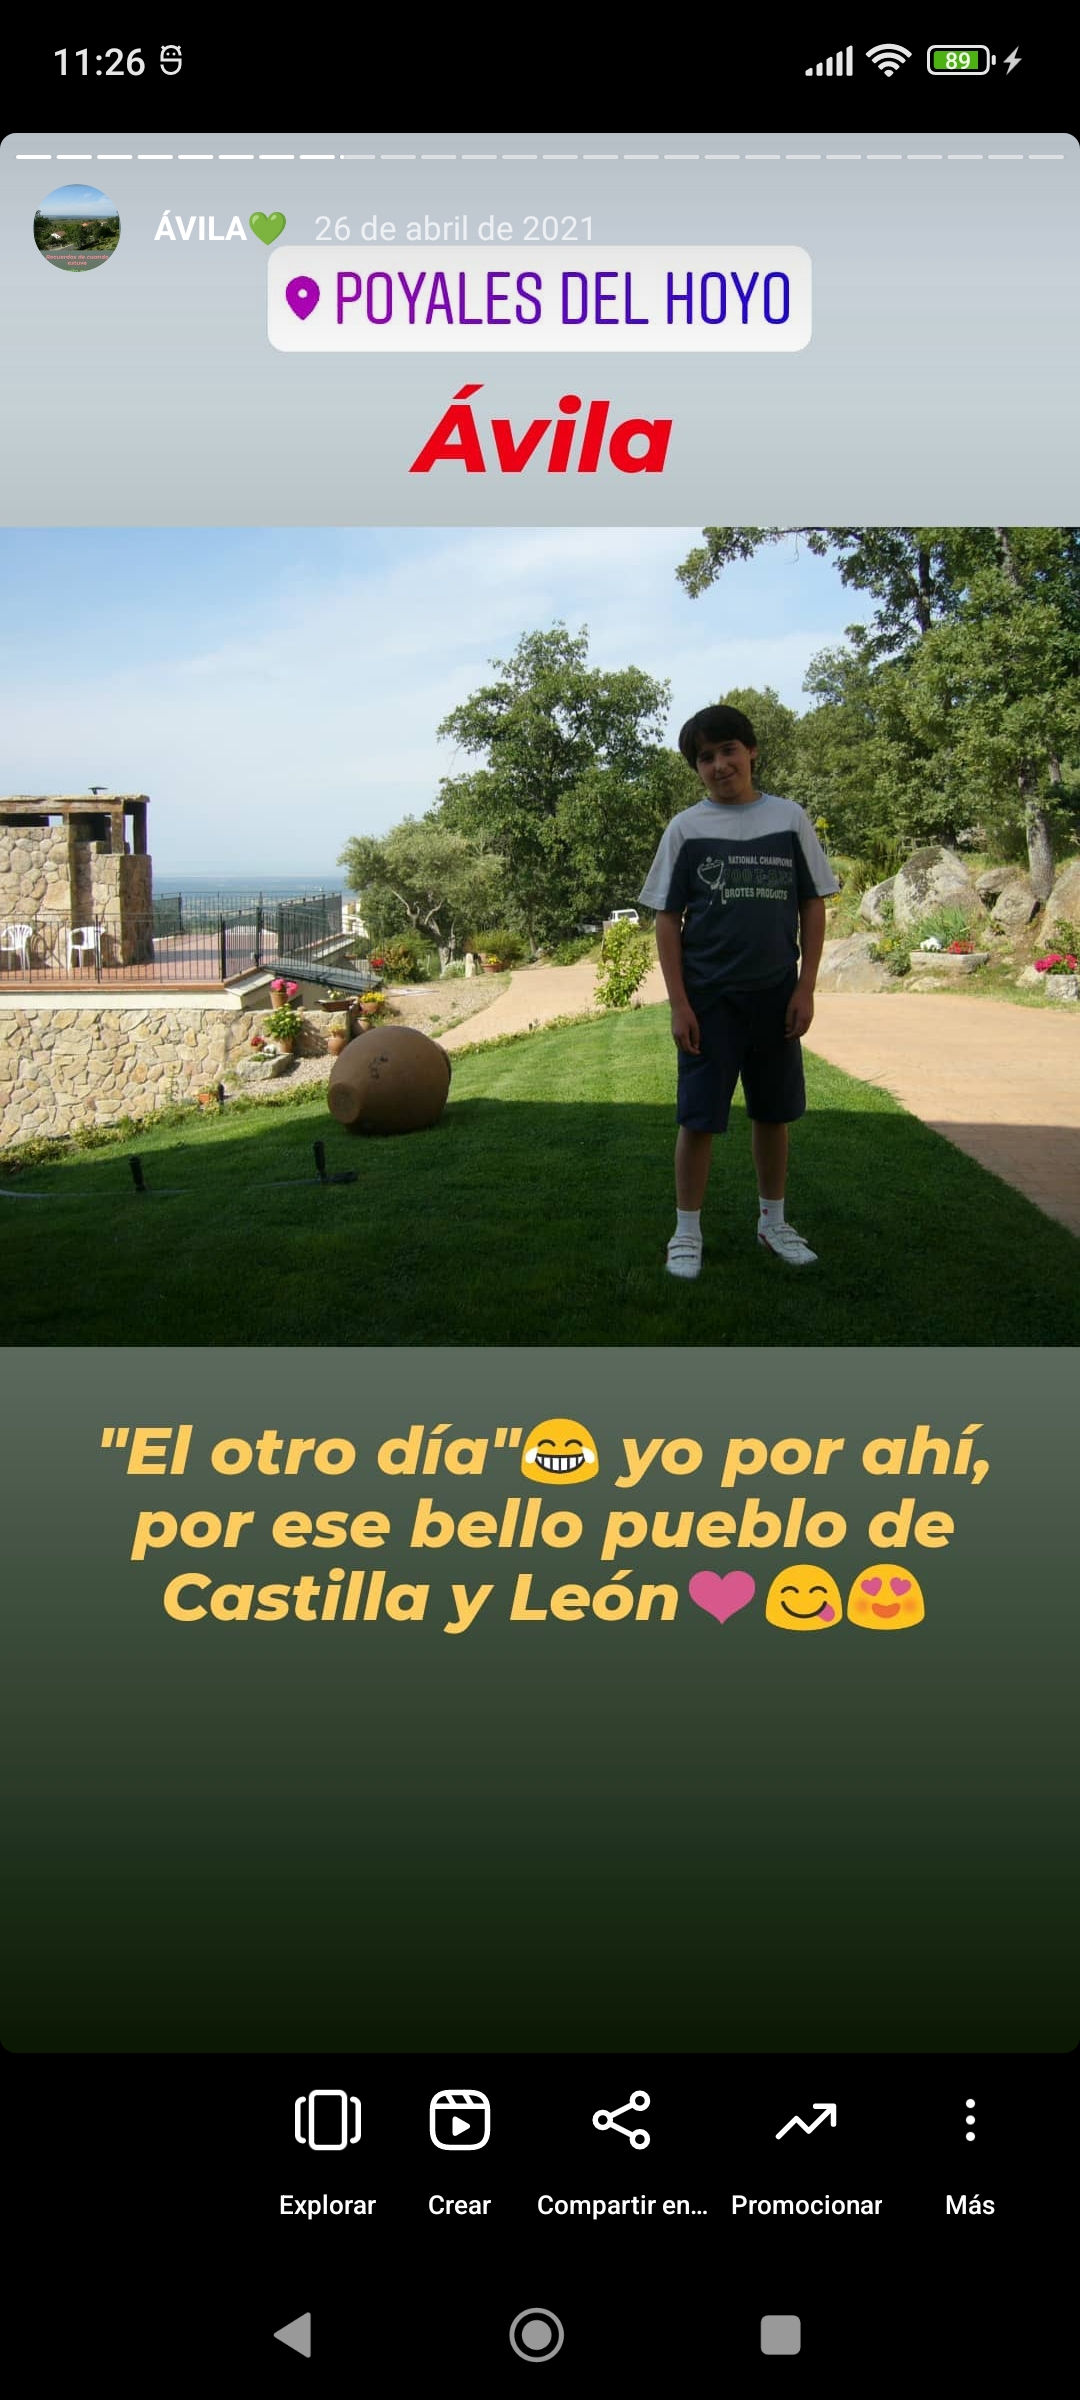 11:26
89
ÁVILA💚 26 de abril de 2021
POYALES DEL HOYO
Ávila
NATIONAL CHAMPIONS
BROTES PRODUCTS
"El otro día"😂 yo por ahí,
por ese bello pueblo de
Castilla y León❤️😋😍
Explorar Crear Compartir en... Promocionar Más